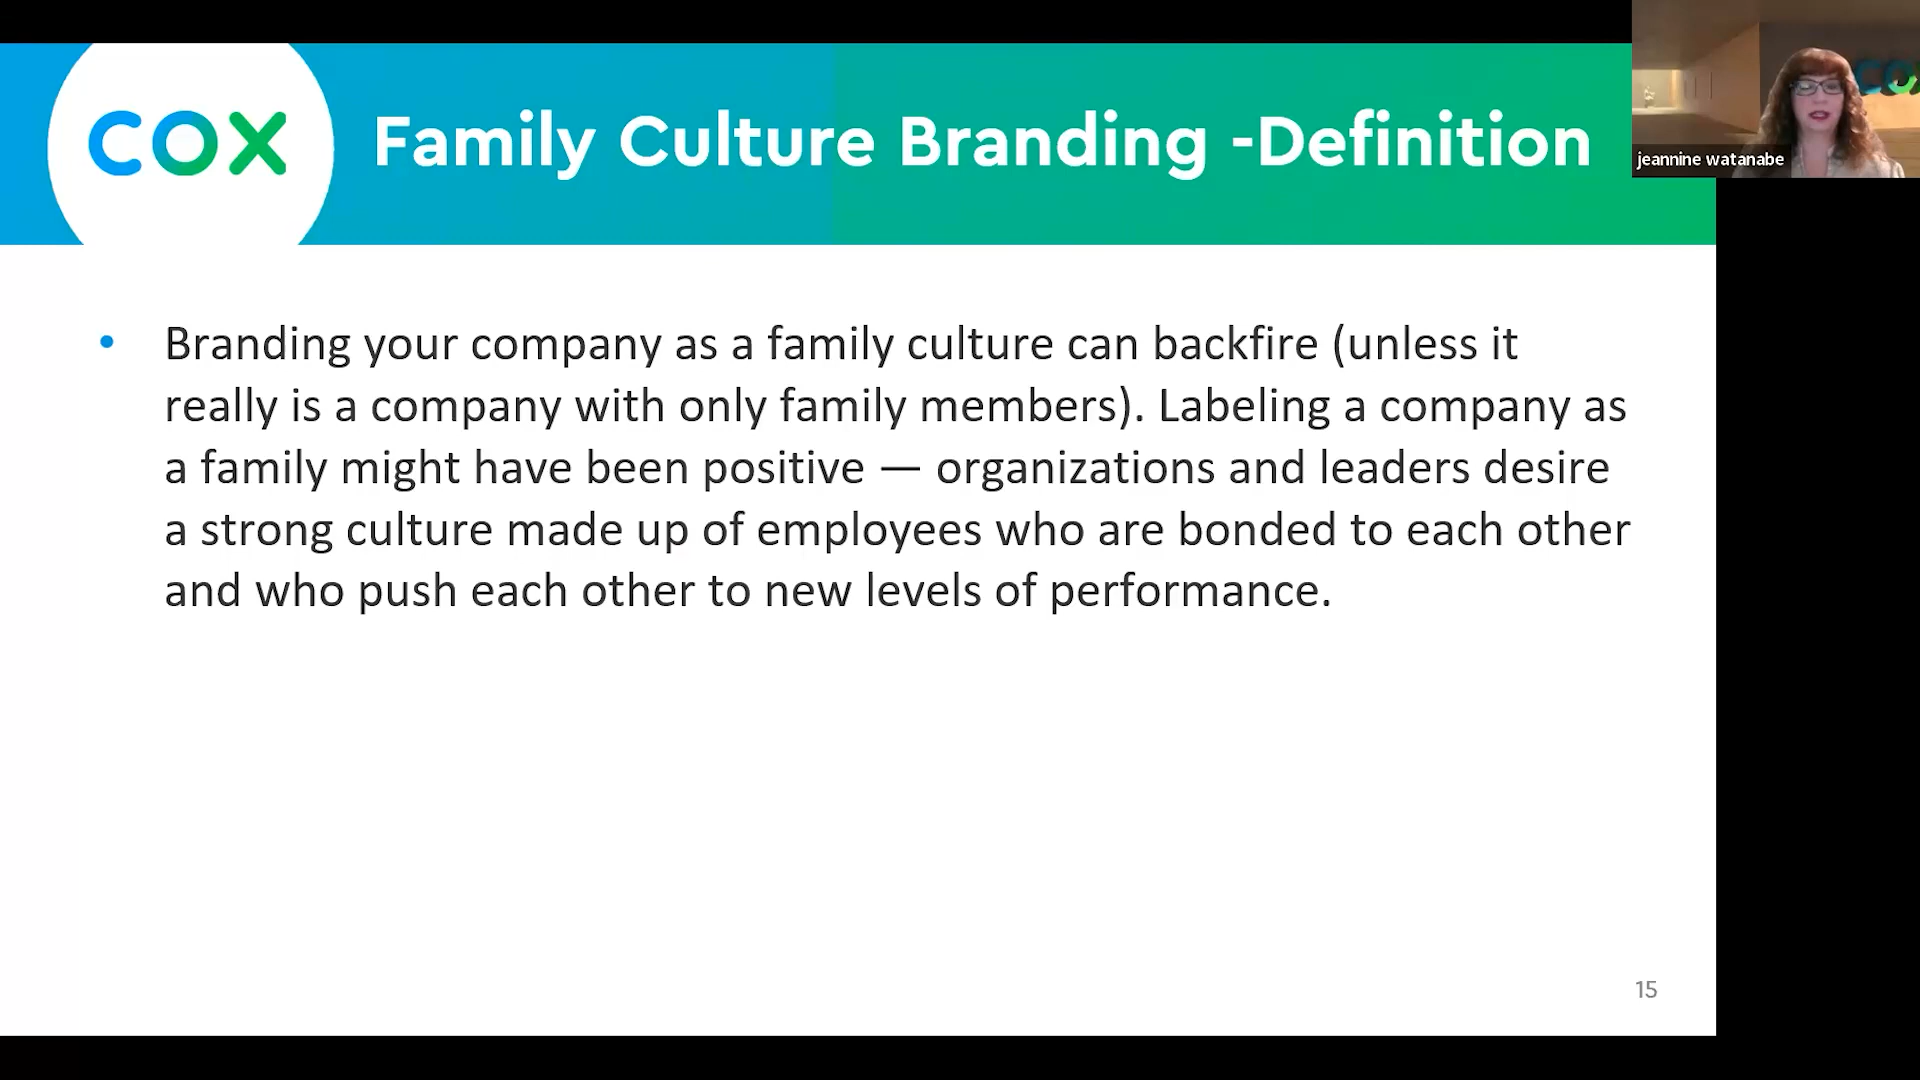 COX
Family Culture Branding -Definition
CO
jeannine watanabe
• Branding your company as a family culture can backfire (unless it
really is a company with only family members). Labeling a company as
a family might have been positive — organizations and leaders desire
a strong culture made up of employees who are bonded to each other
and who push each other to new levels of performance.
15